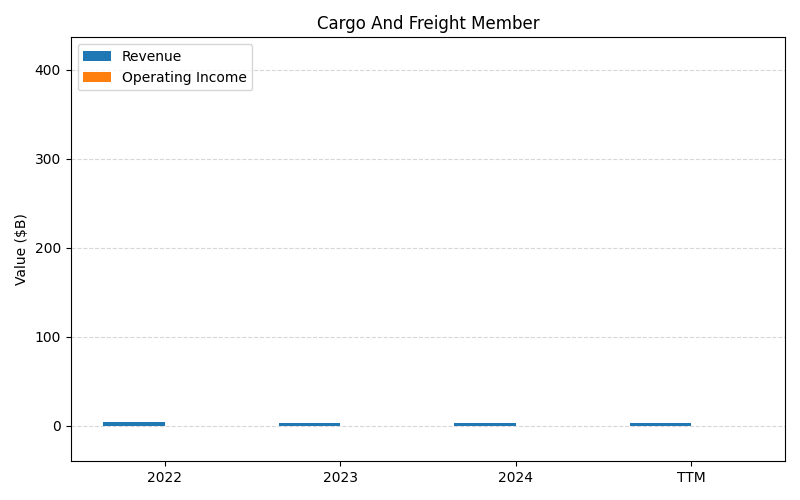 Cargo And Freight Member
Revenue
Operating Income
Value ($B)
400
300
200
100
0
2022
2023
2024
TTM